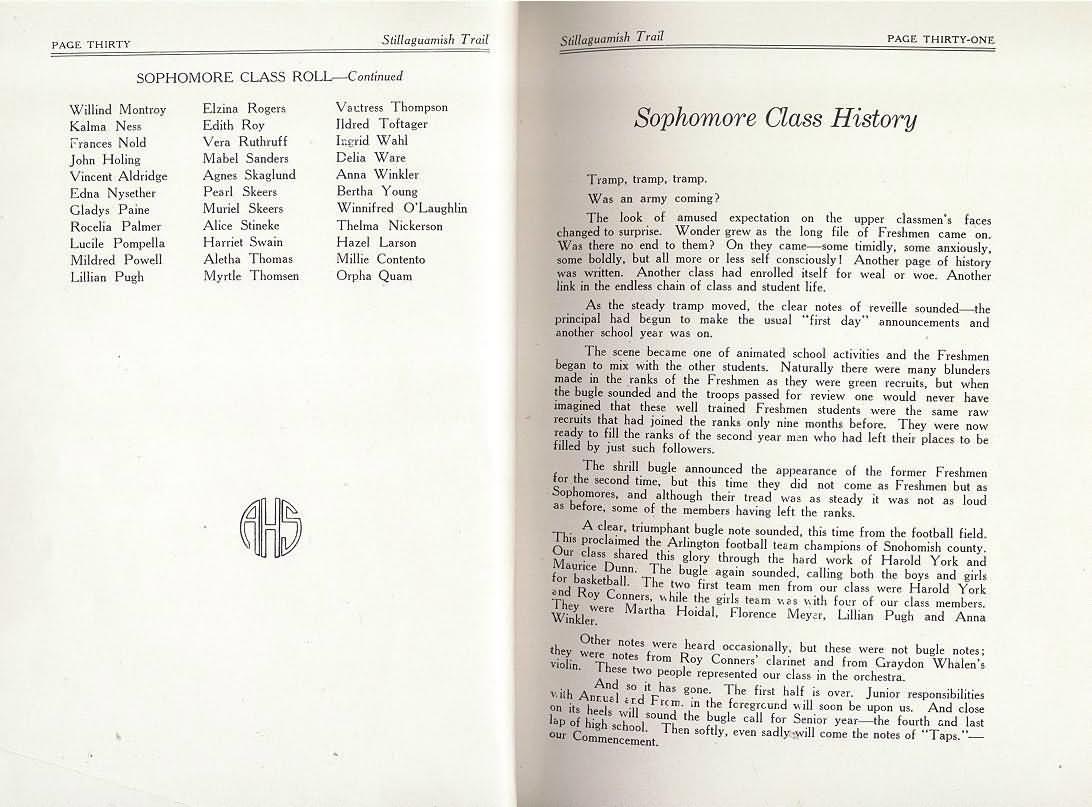 PAGE THIRTY
Stillaguamish Trail
SOPHOMORE CLASS ROLL—Continued
Willind Montroy
Kalma Ness
Frances Nold
John Holing
Vincent Aldridge
Edna Nysether
Gladys Paine
Rocelia Palmer
Lucile Pompella
Mildred Powell
Lillian Pugh
Elzina Rogers
Edith Roy
Vera Ruthruff
Mabel Sanders
Agnes Skaglund
Pearl Skeers
Muriel Skeers
Alice Stineke
Harriet Swain
Aletha Thomas
Myrtle Thomsen
Vactress Thompson
Ildred Toftager
Ingrid Wahl
Delia Ware
Anna Winkler
Bertha Young
Winnifred O'Laughlin
Thelma Nickerson
Hazel Larson
Millie Contento
Orpha Quam
AHS
Stillaguamish Trail
PAGE THIRTY-ONE
Sophomore Class History
Tramp, tramp, tramp.
Was an army coming?
The look of amused expectation on the upper classmen's faces
changed to surprise. Wonder grew as the long file of Freshmen came on.
Was there no end to them? On they came—some timidly, some anxiously,
some boldly, but all more or less self consciously! Another page of history
was written. Another class had enrolled itself for weal or woe. Another
link in the endless chain of class and student life.
As the steady tramp moved, the clear notes of reveille sounded—the
principal had begun to make the usual "first day" announcements and
another school year was on.
The scene became one of animated school activities and the Freshmen
began to mix with the other students. Naturally there were many blunders
made in the ranks of the Freshmen as they were green recruits, but when
the bugle sounded and the troops passed for review one would never have
imagined that these well trained Freshmen students were the same raw
recruits that had joined the ranks only nine months before. They were now
ready to fill the ranks of the second year men who had left their places to be
filled by just such followers.
The shrill bugle announced the appearance of the former Freshmen
for the second time, but this time they did not come as Freshmen but as
Sophomores, and although their tread was as steady it was not as loud
as before, some of the members having left the ranks.
A clear, triumphant bugle note sounded, this time from the football field.
This proclaimed the Arlington football team champions of Snohomish county.
Our class shared this glory through the hard work of Harold York and
Maurice Dunn. The bugle again sounded, calling both the boys and girls
for basketball. The two first team men from our class were Harold York
and Roy Conners, while the girls team was with four of our class members.
They were Martha Hoidal, Florence Meyer, Lillian Pugh and Anna
Winkler.
Other notes were heard occasionally, but these were not bugle notes;
they were notes from Roy Conners' clarinet and from Graydon Whalen's
violin. These two people represented our class in the orchestra.
And so it has gone. The first half is over. Junior responsibilities
with Annual and Prom. in the foreground will soon be upon us. And close
on its heels will sound the bugle call for Senior year—the fourth and last
lap of high school. Then softly, even sadly will come the notes of "Taps."—
our Commencement.